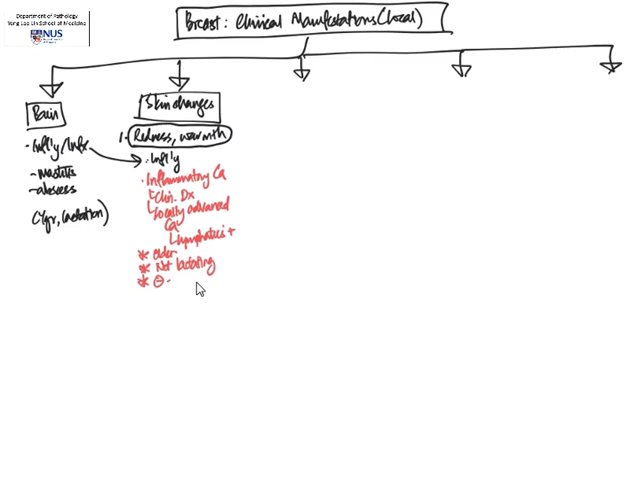 Department of Pathology
Yong Loo Lin School of Medicine
NUS
Breast: Clinical Manifestations (Local)
Pain
- Infl'y/Infx
- Mastitis
- abscess
(Y'gr, lactation)
Skin changes
1. Redness, warmth
· Infl'y
· Inflammatory Ca
Clin. Dx
Locally advanced
Ca
Lymphatics +
* Older
* Not lactating
* ⊖ -